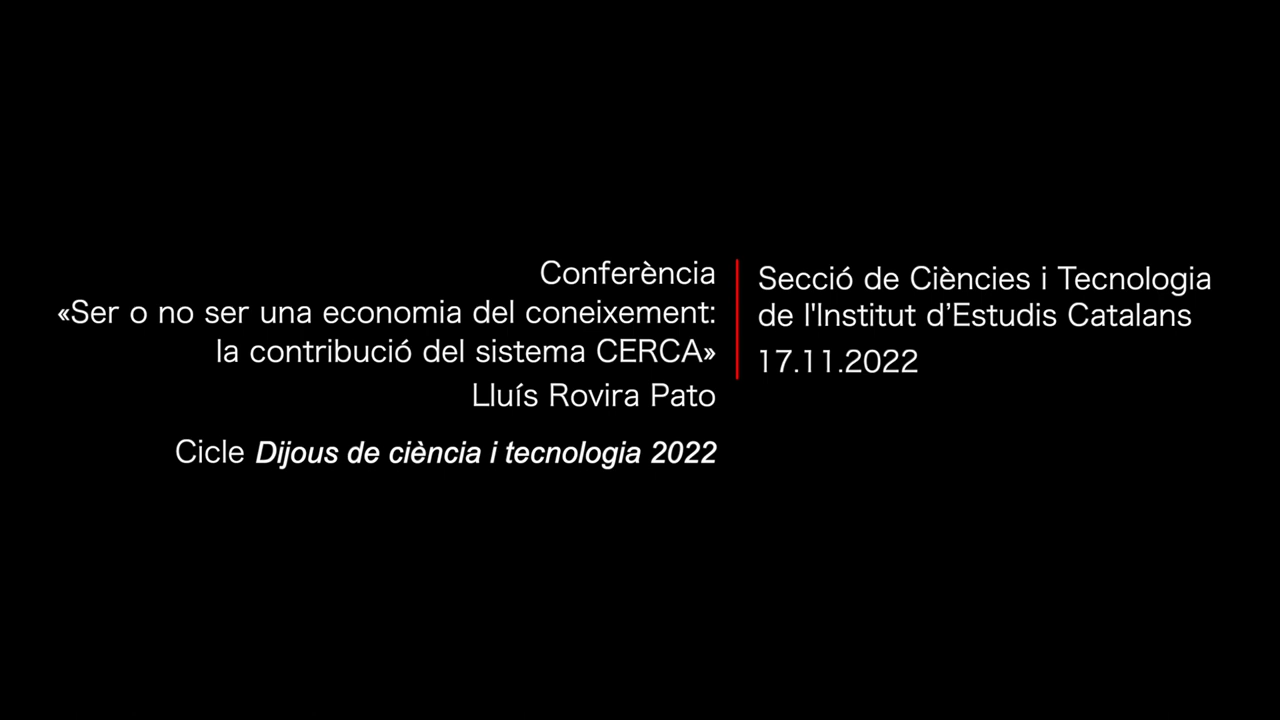 Conferència
«Ser o no ser una economia del coneixement:
la contribució del sistema CERCA»
Lluís Rovira Pato
Cicle Dijous de ciència i tecnologia 2022
Secció de Ciències i Tecnologia
de l'Institut d’Estudis Catalans
17.11.2022